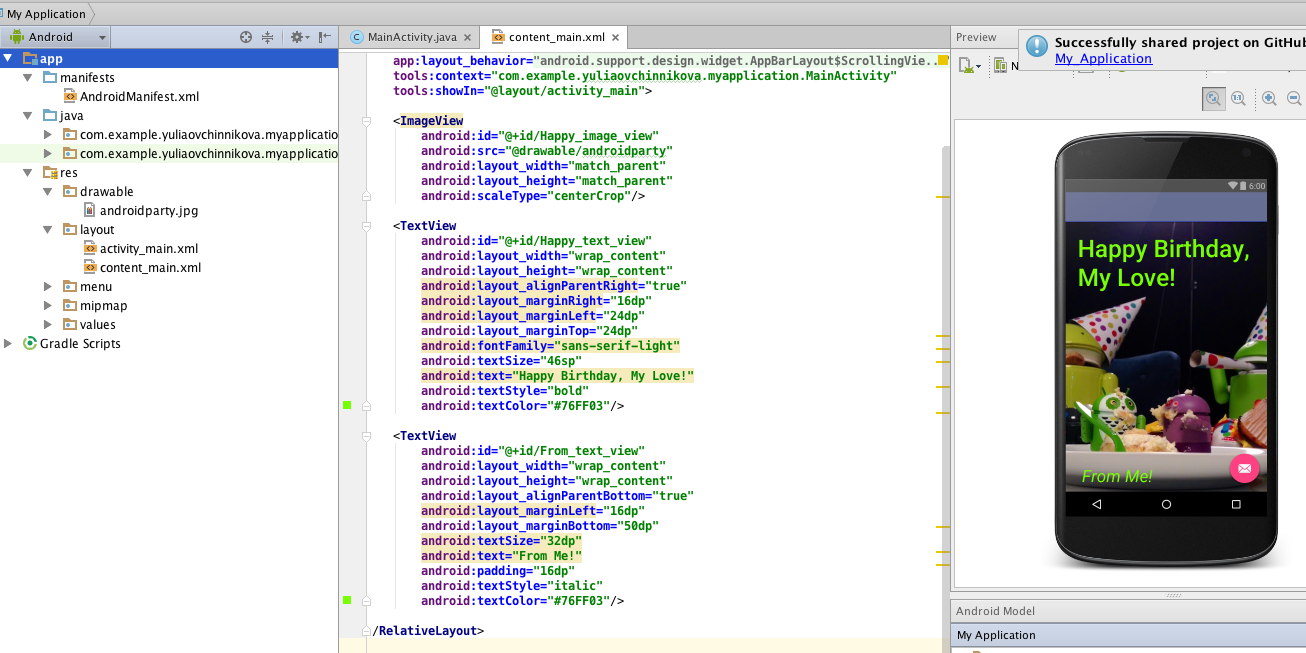 My Application
Android
MainActivity.java
content_main.xml
Preview
Successfully shared project on GitHub
My Application
N
app
manifests
AndroidManifest.xml
java
com.example.yuliaovchinnikova.myapplicatio
com.example.yuliaovchinnikova.myapplicatio
res
drawable
androidparty.jpg
layout
activity_main.xml
content_main.xml
menu
mipmap
values
Gradle Scripts
app:layout_behavior="android.support.design.widget.AppBarLayout$ScrollingVie...
tools:context="com.example.yuliaovchinnikova.myapplication.MainActivity"
tools:showIn="@layout/activity_main">
<ImageView
android:id="@+id/Happy_image_view"
android:src="@drawable/androidparty"
android:layout_width="match_parent"
android:layout_height="match_parent"
android:scaleType="centerCrop"/>
<TextView
android:id="@+id/Happy_text_view"
android:layout_width="wrap_content"
android:layout_height="wrap_content"
android:layout_alignParentRight="true"
android:layout_marginRight="16dp"
android:layout_marginLeft="24dp"
android:layout_marginTop="24dp"
android:fontFamily="sans-serif-light"
android:textSize="46sp"
android:text="Happy Birthday, My Love!"
android:textStyle="bold"
android:textColor="#76FF03"/>
<TextView
android:id="@+id/From_text_view"
android:layout_width="wrap_content"
android:layout_height="wrap_content"
android:layout_alignParentBottom="true"
android:layout_marginLeft="16dp"
android:layout_marginBottom="50dp"
android:textSize="32dp"
android:text="From Me!"
android:padding="16dp"
android:textStyle="italic"
android:textColor="#76FF03"/>
/RelativeLayout>
6:00
Happy Birthday,
My Love!
From Me!
Android Model
My Application